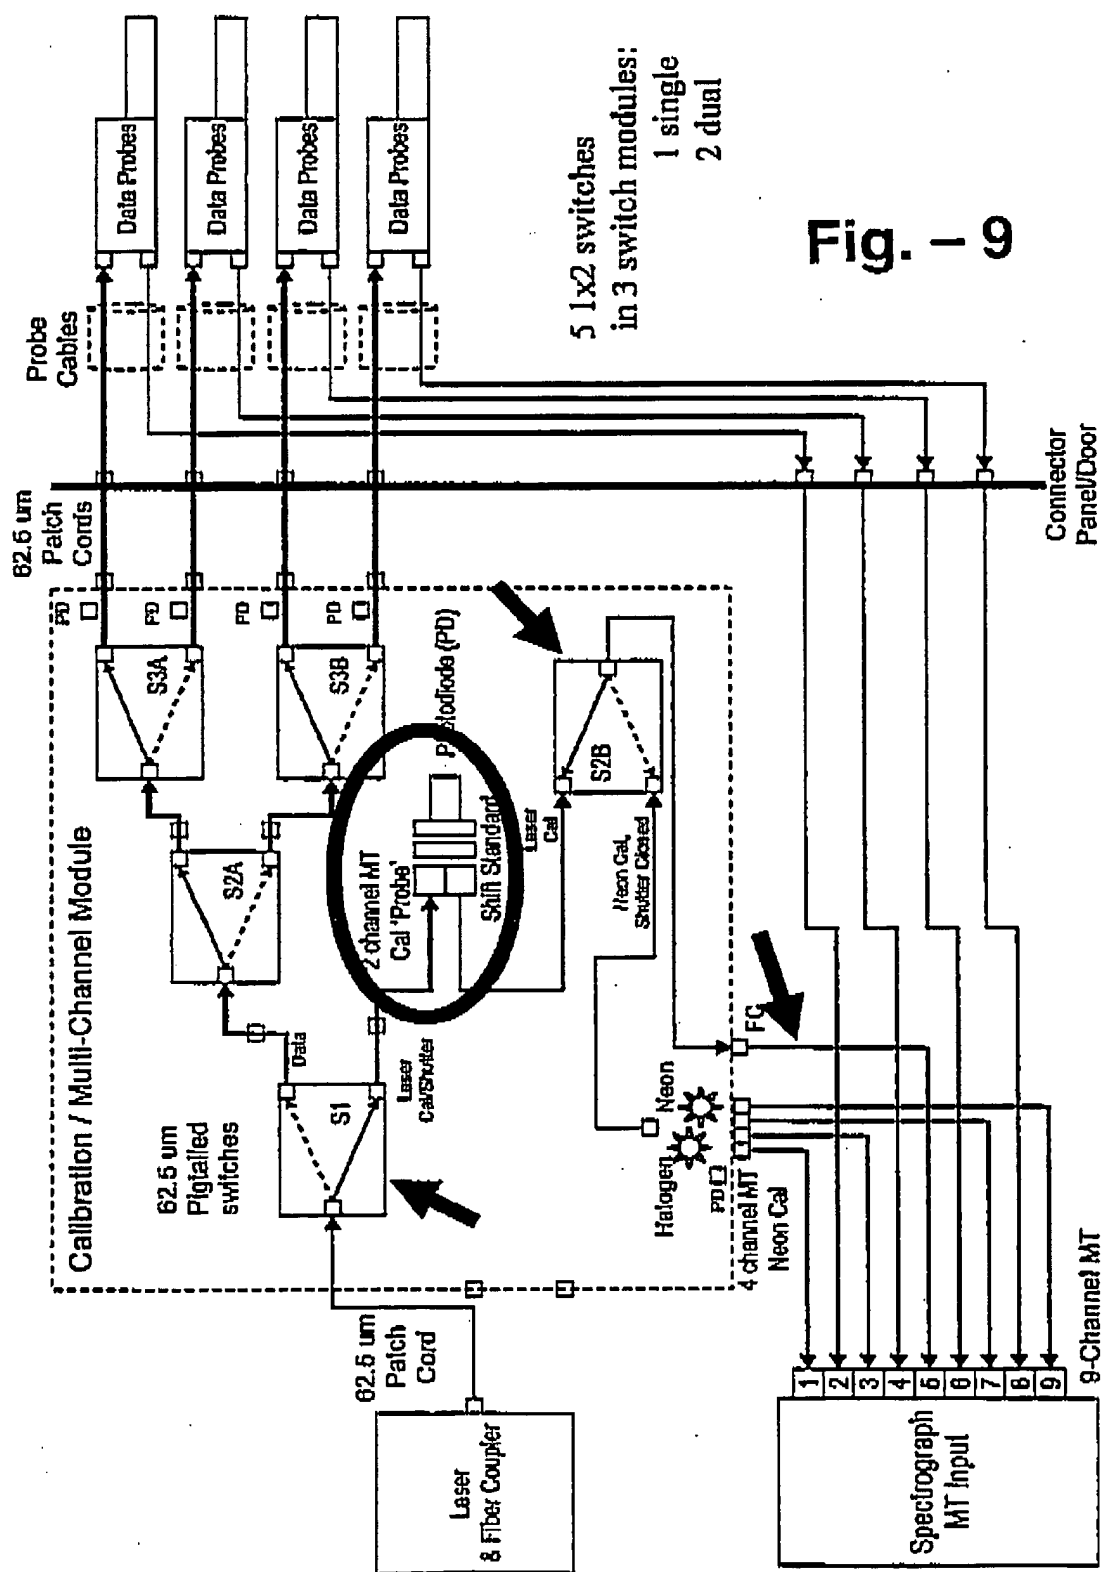 Calibration / Multi-Channel Module
62.5 um
Patch
Cords
Probe
Cables
Data Probes
Data Probes
Data Probes
Data Probes
PD
PD
PD
PD
S3A
S3B
S2A
S2B
S1
62.5 um
Pigtailed
switches
Data
Laser
Cal/Shutter
2 channel MT
Cal 'Probe'
Shift Standard
Photodiode (PD)
Laser
Cal
Neon Cal,
Shutter Closed
Halogen
Neon
PD
FC
4 channel MT
Neon Cal
62.5 um
Patch
Cord
Laser
& Fiber Coupler
Spectrograph
MT Input
1
2
3
4
5
6
7
8
9
9-Channel MT
Connector
Panel/Door
5 1x2 switches
in 3 switch modules:
1 single
2 dual
Fig. – 9